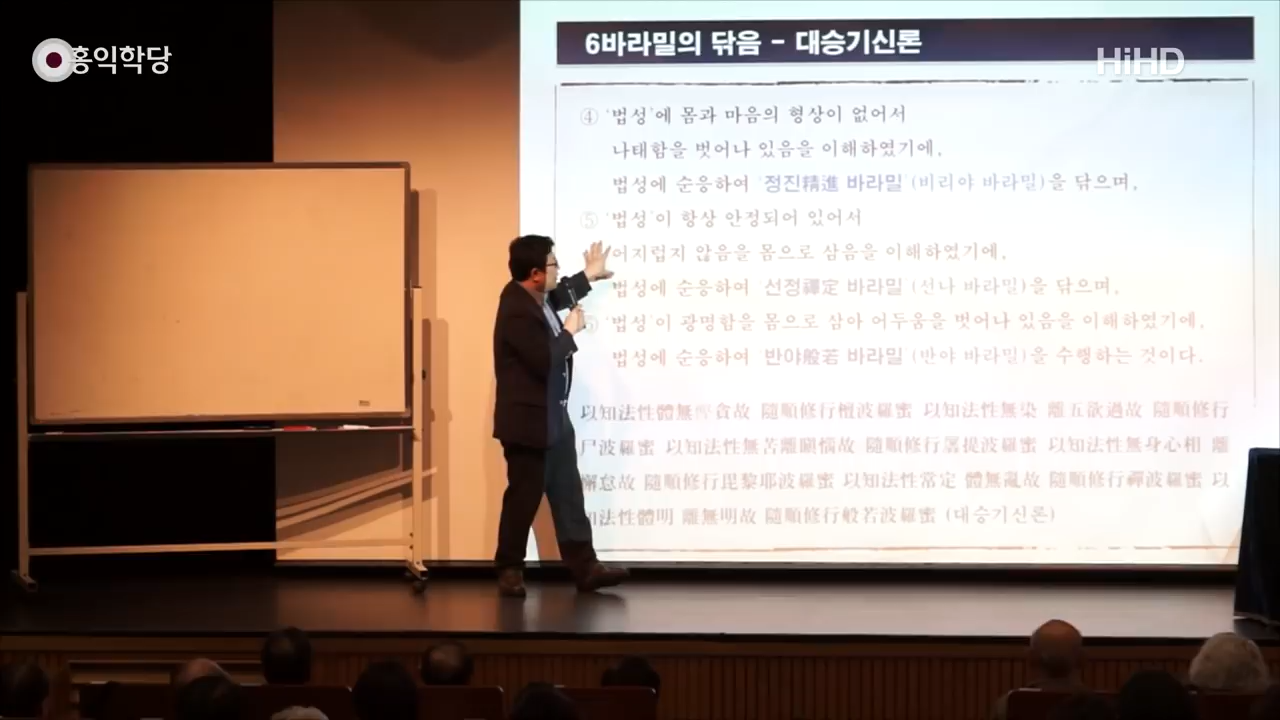 홍익학당
HiHD
6바라밀의 닦음 - 대승기신론
④ '법성'에 몸과 마음의 형상이 없어서
나태함을 벗어나 있음을 이해하였기에,
법성에 순응하여 '정진精進 바라밀'(비리야 바라밀)을 닦으며,
⑤ '법성'이 항상 안정되어 있어서
어지럽지 않음을 몸으로 삼음을 이해하였기에,
법성에 순응하여 선정禪定 바라밀 (선나 바라밀)을 닦으며,
'법성'이 광명함을 몸으로 삼아 어두움을 벗어나 있음을 이해하였기에,
법성에 순응하여 반야般若 바라밀 (반야 바라밀)을 수행하는 것이다.
以知法性體無慳貪故 隨順修行檀波羅蜜 以知法性無染 離五欲過故 隨順修行
尸波羅蜜 以知法性無苦離瞋惱故 隨順修行羼提波羅蜜 以知法性無身心相 離
懈怠故 隨順修行毘黎耶波羅蜜 以知法性常定 體無亂故 隨順修行禪波羅蜜 以
知法性體明 離無明故 隨順修行般若波羅蜜 (대승기신론)